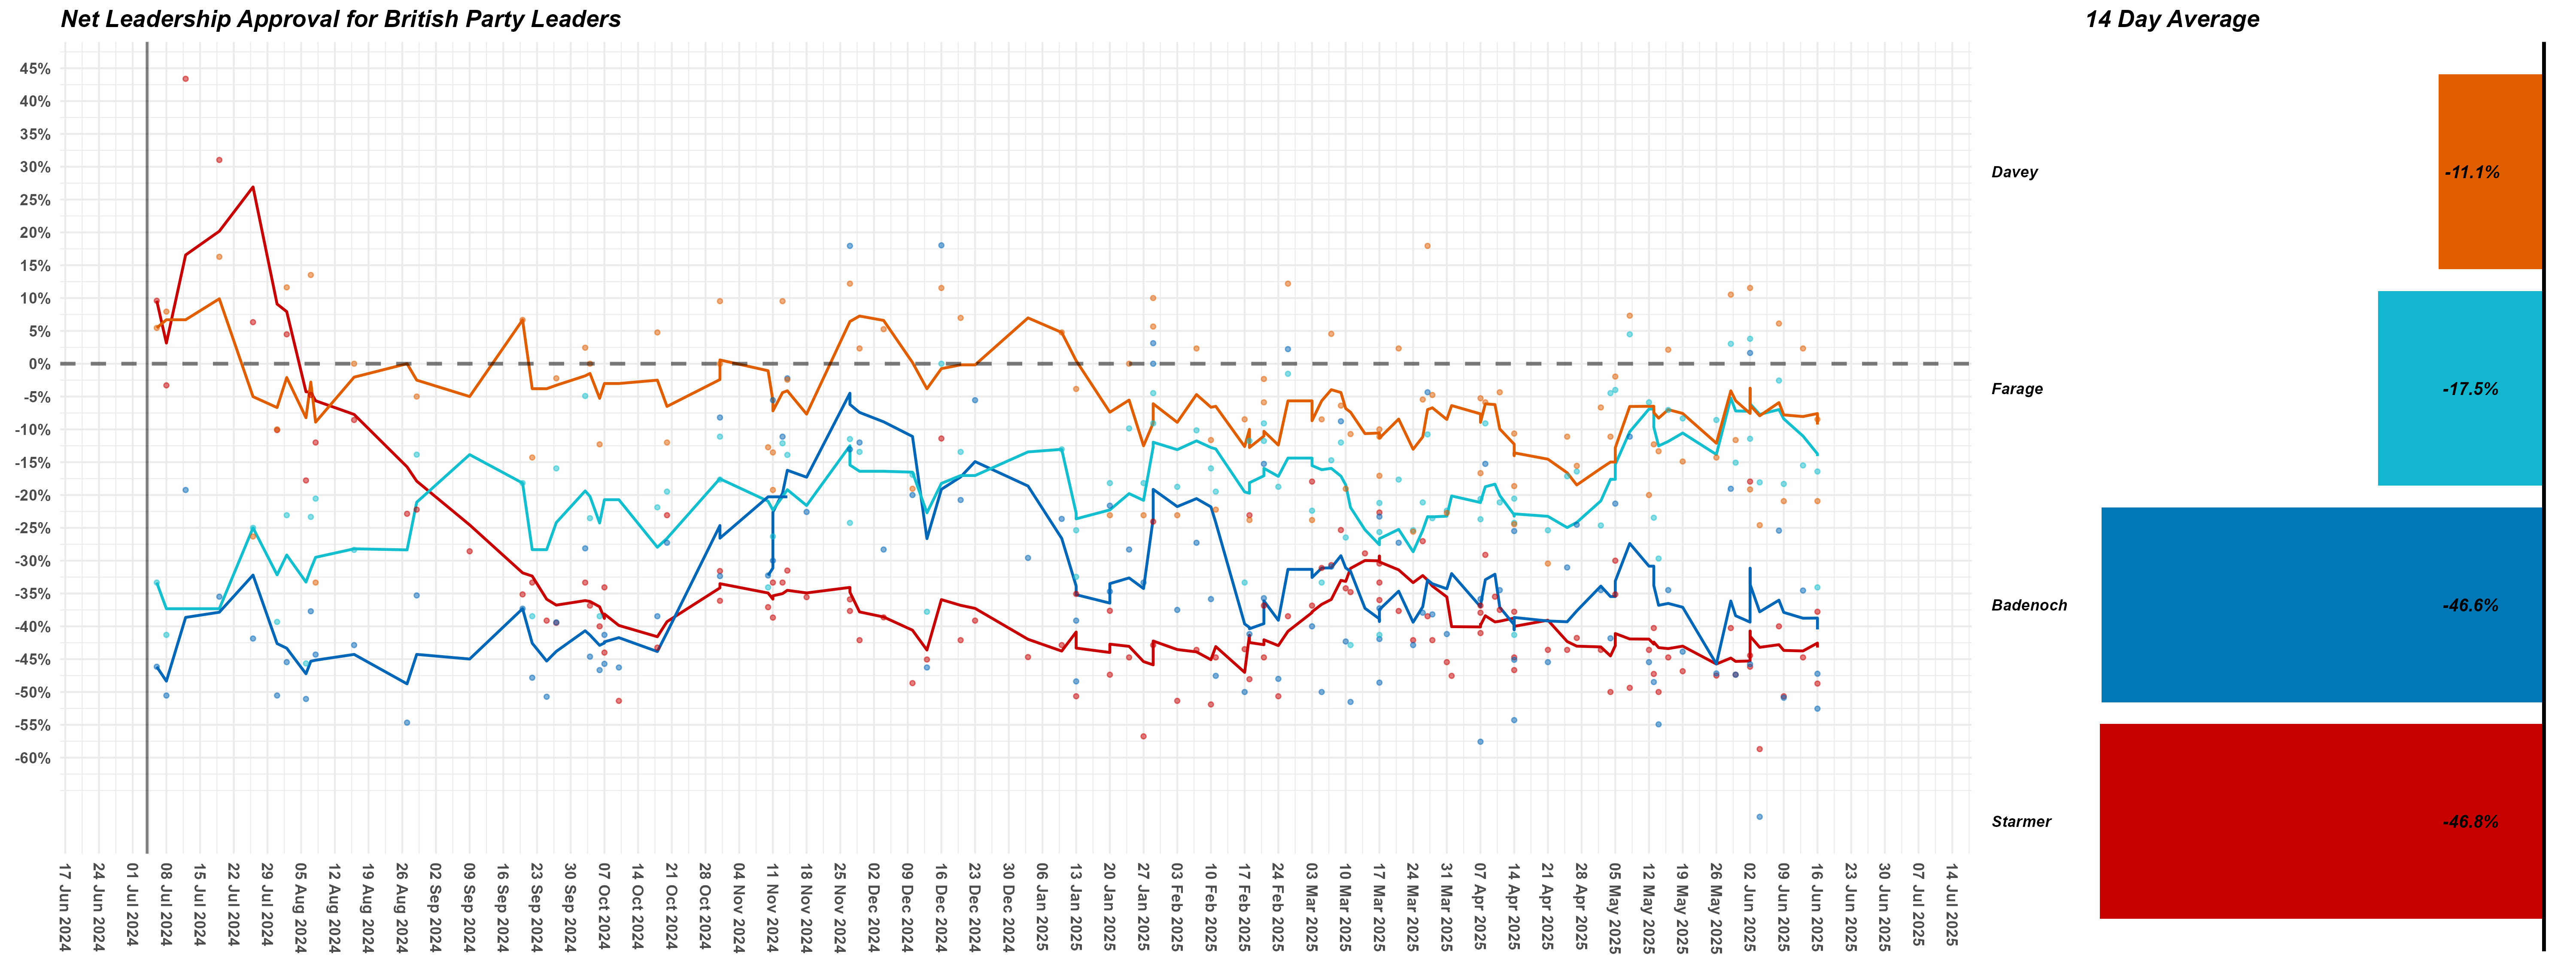 Net Leadership Approval for British Party Leaders
14 Day Average
45%
40%
35%
30%
25%
20%
15%
10%
5%
0%
-5%
-10%
-15%
-20%
-25%
-30%
-35%
-40%
-45%
-50%
-55%
-60%
17 Jun 2024
24 Jun 2024
01 Jul 2024
08 Jul 2024
15 Jul 2024
22 Jul 2024
29 Jul 2024
05 Aug 2024
12 Aug 2024
19 Aug 2024
26 Aug 2024
02 Sep 2024
09 Sep 2024
16 Sep 2024
23 Sep 2024
30 Sep 2024
07 Oct 2024
14 Oct 2024
21 Oct 2024
28 Oct 2024
04 Nov 2024
11 Nov 2024
18 Nov 2024
25 Nov 2024
02 Dec 2024
09 Dec 2024
16 Dec 2024
23 Dec 2024
30 Dec 2024
06 Jan 2025
13 Jan 2025
20 Jan 2025
27 Jan 2025
03 Feb 2025
10 Feb 2025
17 Feb 2025
24 Feb 2025
03 Mar 2025
10 Mar 2025
17 Mar 2025
24 Mar 2025
31 Mar 2025
07 Apr 2025
14 Apr 2025
21 Apr 2025
28 Apr 2025
05 May 2025
12 May 2025
19 May 2025
26 May 2025
02 Jun 2025
09 Jun 2025
16 Jun 2025
23 Jun 2025
30 Jun 2025
07 Jul 2025
14 Jul 2025
Davey
-11.1%
Farage
-17.5%
Badenoch
-46.6%
Starmer
-46.8%